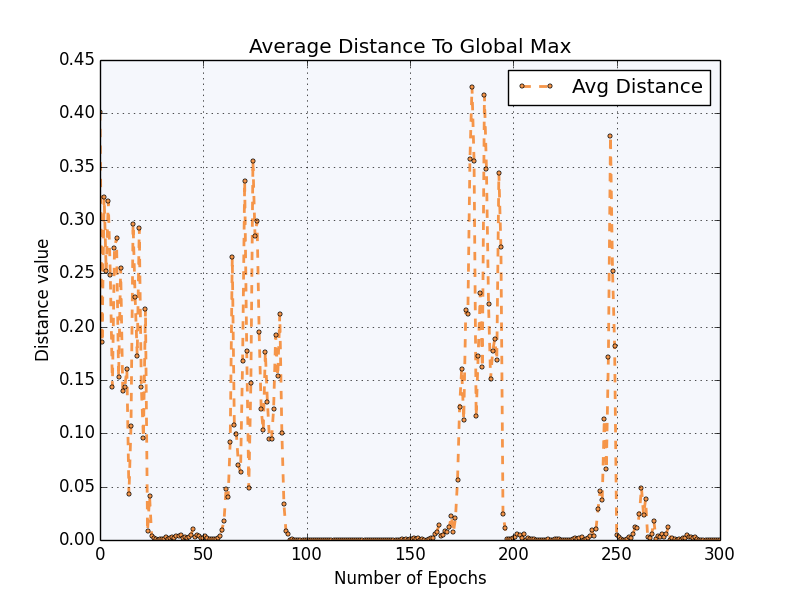 Average Distance To Global Max
Avg Distance
0.45
0.40
0.35
0.30
0.25
0.20
0.15
0.10
0.05
0.00
Distance value
0 50 100 150 200 250 300
Number of Epochs